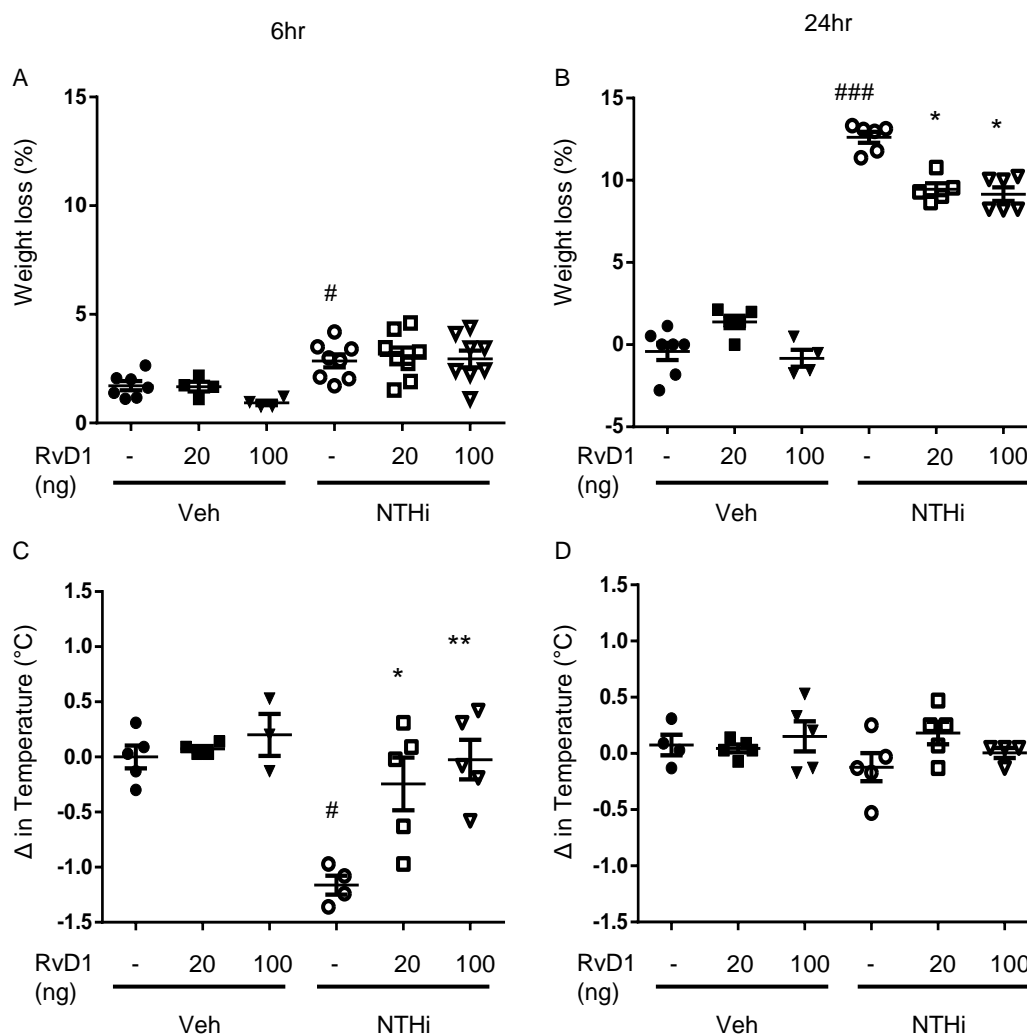 6hr
24hr
A
Weight loss (%)
15
10
5
0
#
RvD1 - 20 100 - 20 100
(ng)
Veh NTHi
B
Weight loss (%)
15
10
5
0
-5
### * *
RvD1 - 20 100 - 20 100
(ng)
Veh NTHi
C
Δ in Temperature (°C)
1.5
1.0
0.5
0.0
-0.5
-1.0
-1.5
# * **
RvD1 - 20 100 - 20 100
(ng)
Veh NTHi
D
Δ in Temperature (°C)
1.5
1.0
0.5
0.0
-0.5
-1.0
-1.5
RvD1 - 20 100 - 20 100
(ng)
Veh NTHi